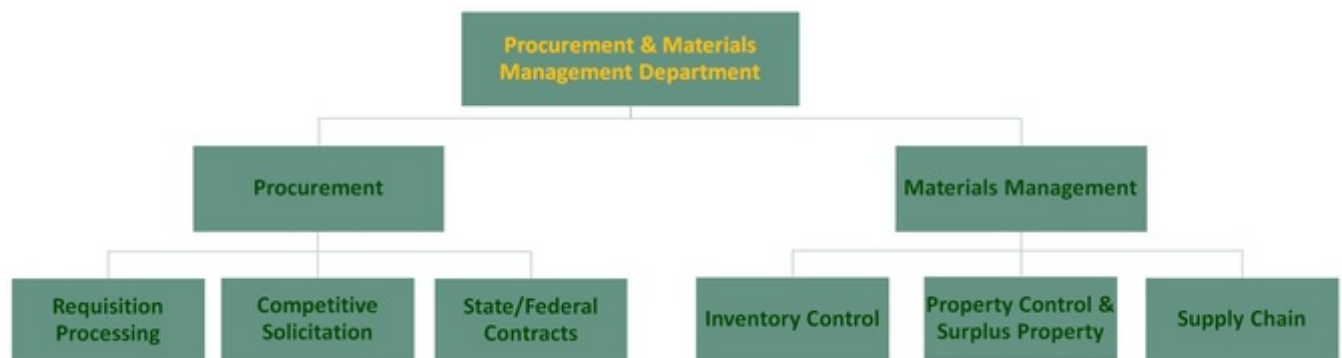 Procurement & Materials
Management Department
Procurement
Materials Management
Requisition
Processing
Competitive
Solicitation
State/Federal
Contracts
Inventory Control
Property Control &
Surplus Property
Supply Chain